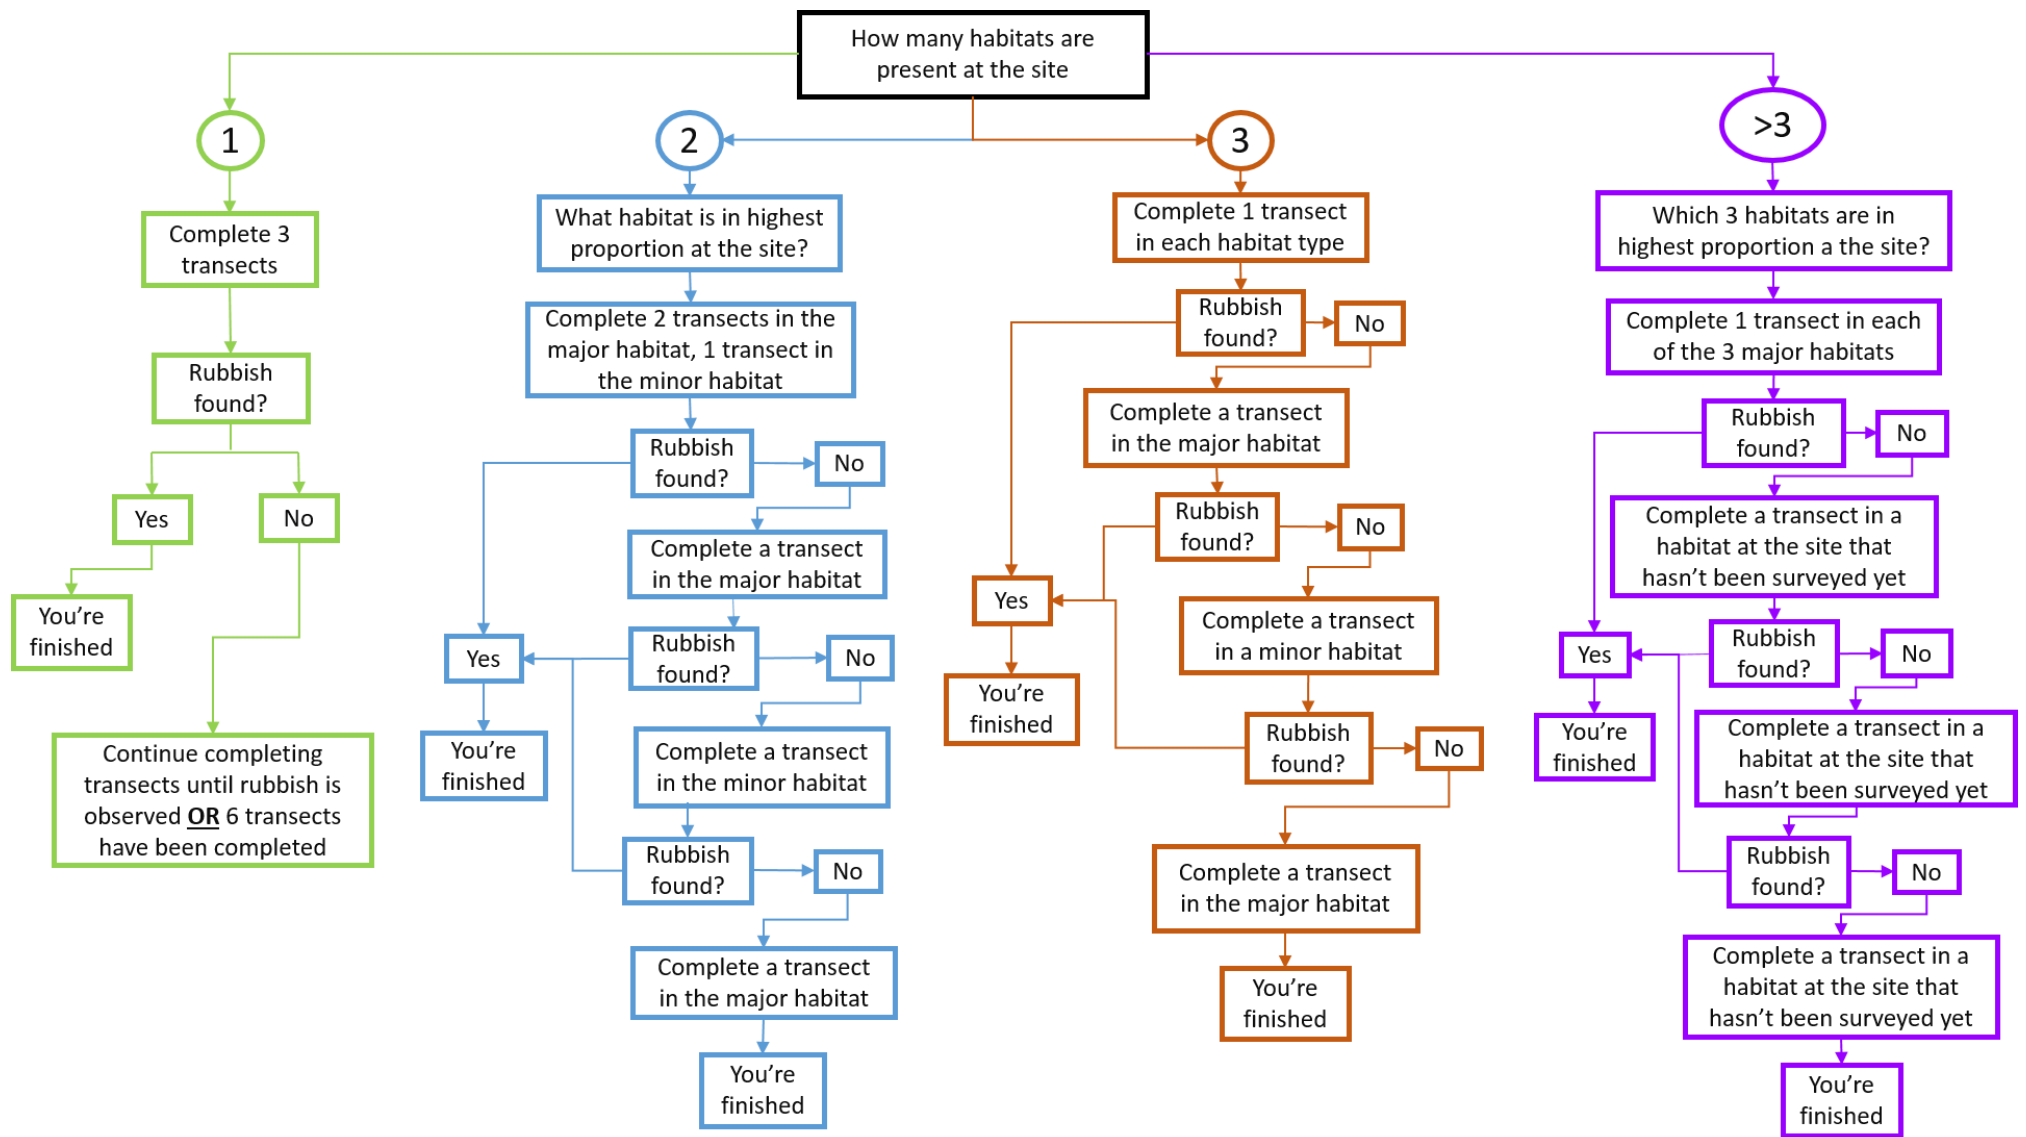 How many habitats are
present at the site
1
Complete 3
transects
Rubbish
found?
Yes
No
You're
finished
Continue completing
transects until rubbish is
observed OR 6 transects
have been completed
2
What habitat is in highest
proportion at the site?
Complete 2 transects in the
major habitat, 1 transect in
the minor habitat
Rubbish
found?
No
Complete a transect
in the major habitat
Rubbish
found?
No
Yes
You're
finished
Complete a transect
in the minor habitat
Rubbish
found?
No
Complete a transect
in the major habitat
You're
finished
3
Complete 1 transect
in each habitat type
Rubbish
found?
No
Complete a transect
in the major habitat
Rubbish
found?
No
Yes
You're
finished
Complete a transect
in a minor habitat
Rubbish
found?
No
Complete a transect
in the major habitat
You're
finished
>3
Which 3 habitats are in
highest proportion a the site?
Complete 1 transect in each
of the 3 major habitats
Rubbish
found?
No
Complete a transect in a
habitat at the site that
hasn't been surveyed yet
Rubbish
found?
No
Yes
You're
finished
Complete a transect in a
habitat at the site that
hasn't been surveyed yet
Rubbish
found?
No
Complete a transect in a
habitat at the site that
hasn't been surveyed yet
You're
finished